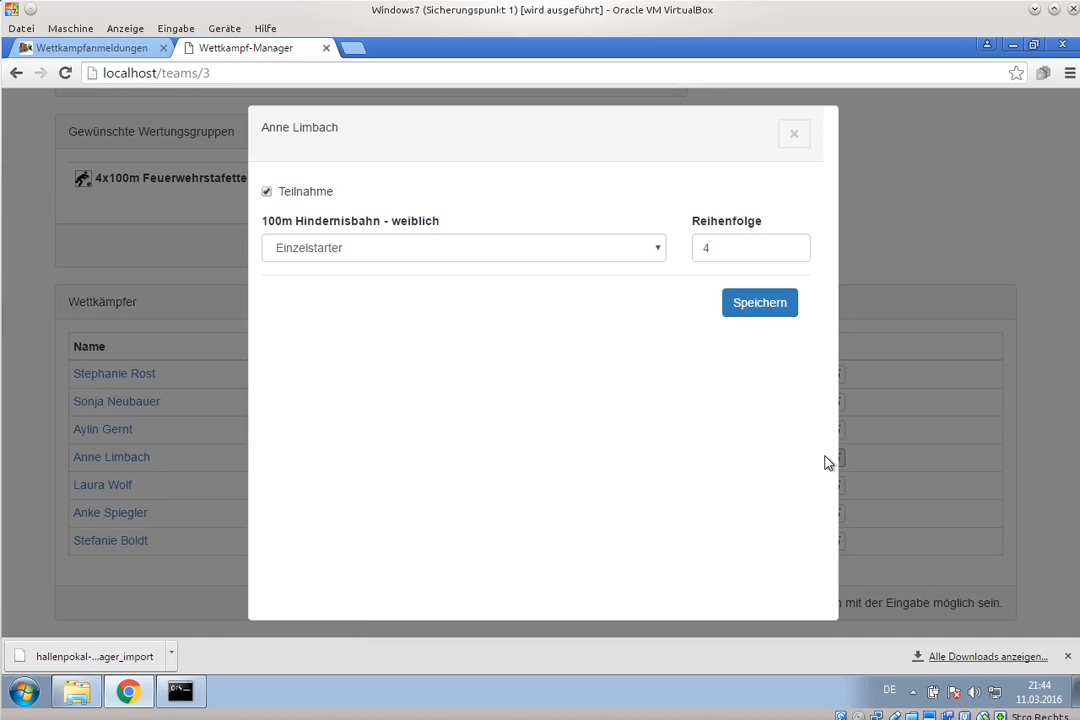 Windows7 (Sicherungspunkt 1) [wird ausgeführt] - Oracle VM VirtualBox
Datei Maschine Anzeige Eingabe Geräte Hilfe
Wettkampfanmeldungen
Wettkampf-Manager
localhost/teams/3
Gewünschte Wertungsgruppen
4x100m Feuerwehrstafette
Anne Limbach
Teilnahme
100m Hindernisbahn - weiblich
Reihenfolge
Einzelstarter
4
Speichern
Wettkämpfer
Name
Stephanie Rost
Sonja Neubauer
Aylin Gernt
Anne Limbach
Laura Wolf
Anke Spiegler
Stefanie Boldt
mit der Eingabe möglich sein.
hallenpokal-...ager_import
Alle Downloads anzeigen...
DE
21:44
11.03.2016
Strg Rechts